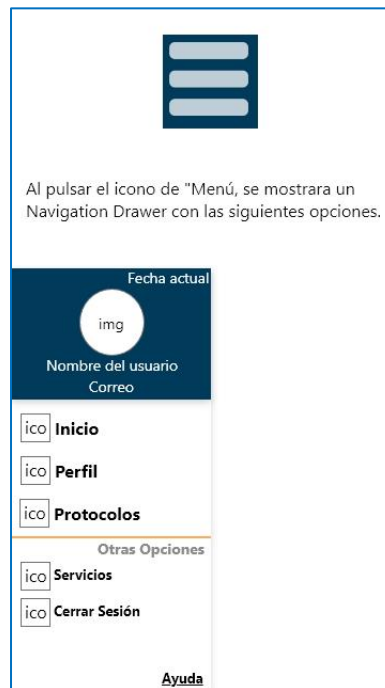 Al pulsar el icono de "Menú, se mostrara un
Navigation Drawer con las siguientes opciones.
Fecha actual
img
Nombre del usuario
Correo
ico Inicio
ico Perfil
ico Protocolos
Otras Opciones
ico Servicios
ico Cerrar Sesión
Ayuda